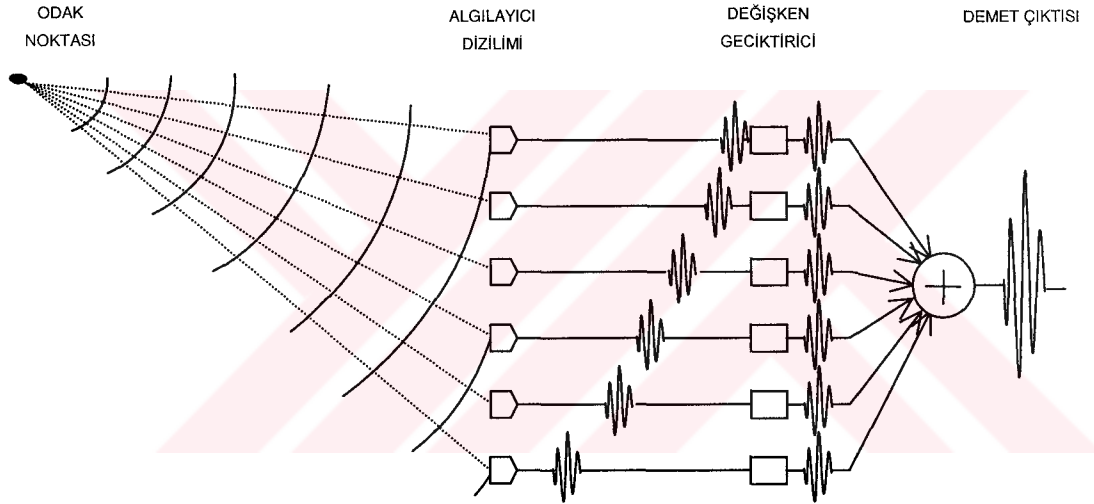 ODAK
NOKTASI
ALGILAYICI
DİZİLİMİ
DEĞİŞKEN
GECİKTİRİCİ
DEMET ÇIKTISI